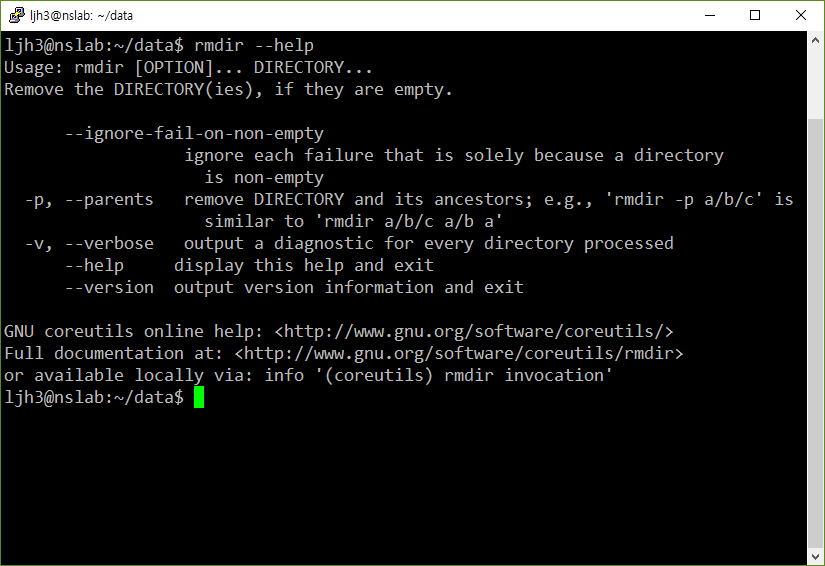 ljh3@nslab: ~/data
ljh3@nslab:~/data$ rmdir --help
Usage: rmdir [OPTION]... DIRECTORY...
Remove the DIRECTORY(ies), if they are empty.
      --ignore-fail-on-non-empty
                  ignore each failure that is solely because a directory
                    is non-empty
  -p, --parents   remove DIRECTORY and its ancestors; e.g., 'rmdir -p a/b/c' is
                    similar to 'rmdir a/b/c a/b a'
  -v, --verbose   output a diagnostic for every directory processed
      --help     display this help and exit
      --version  output version information and exit
GNU coreutils online help: <http://www.gnu.org/software/coreutils/>
Full documentation at: <http://www.gnu.org/software/coreutils/rmdir>
or available locally via: info '(coreutils) rmdir invocation'
ljh3@nslab:~/data$